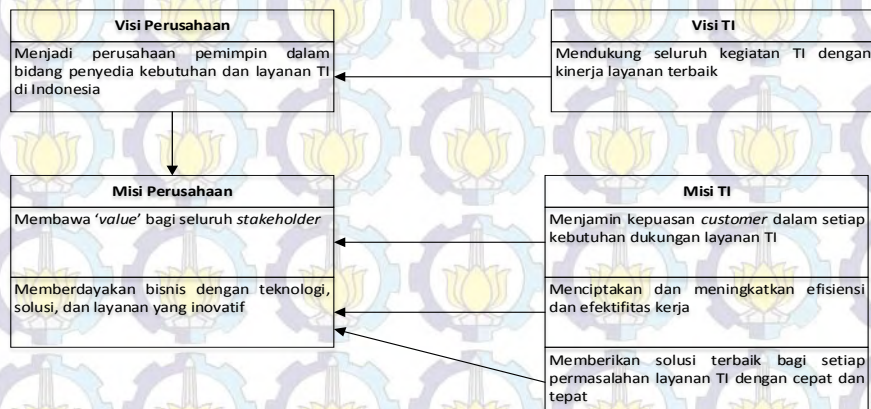 Visi Perusahaan
Menjadi perusahaan pemimpin dalam
bidang penyedia kebutuhan dan layanan TI
di Indonesia
Visi TI
Mendukung seluruh kegiatan TI dengan
kinerja layanan terbaik
Misi Perusahaan
Membawa ‘value’ bagi seluruh stakeholder
Memberdayakan bisnis dengan teknologi,
solusi, dan layanan yang inovatif
Misi TI
Menjamin kepuasan customer dalam setiap
kebutuhan dukungan layanan TI
Menciptakan dan meningkatkan efisiensi
dan efektifitas kerja
Memberikan solusi terbaik bagi setiap
permasalahan layanan TI dengan cepat dan
tepat